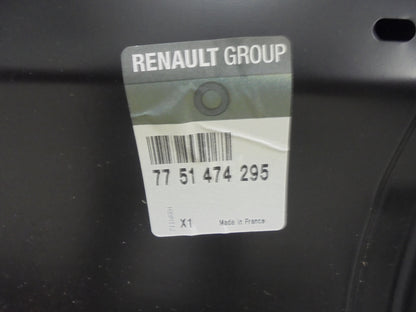 RENAULT GROUP
77 51 474 295
X1 Made in France